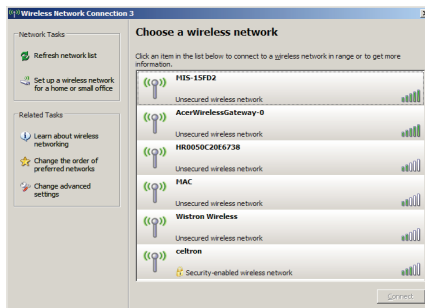 Wireless Network Connection 3
Network Tasks
Refresh network list
Set up a wireless network
for a home or small office
Related Tasks
Learn about wireless
networking
Change the order of
preferred networks
Change advanced
settings
Choose a wireless network
Click an item in the list below to connect to a wireless network in range or to get more
information.
MIS-15FD2
Unsecured wireless network
AcerWirelessGateway-0
Unsecured wireless network
HR0050C20E6738
Unsecured wireless network
MAC
Unsecured wireless network
Wistron Wireless
Unsecured wireless network
celtron
Security-enabled wireless network
Connect